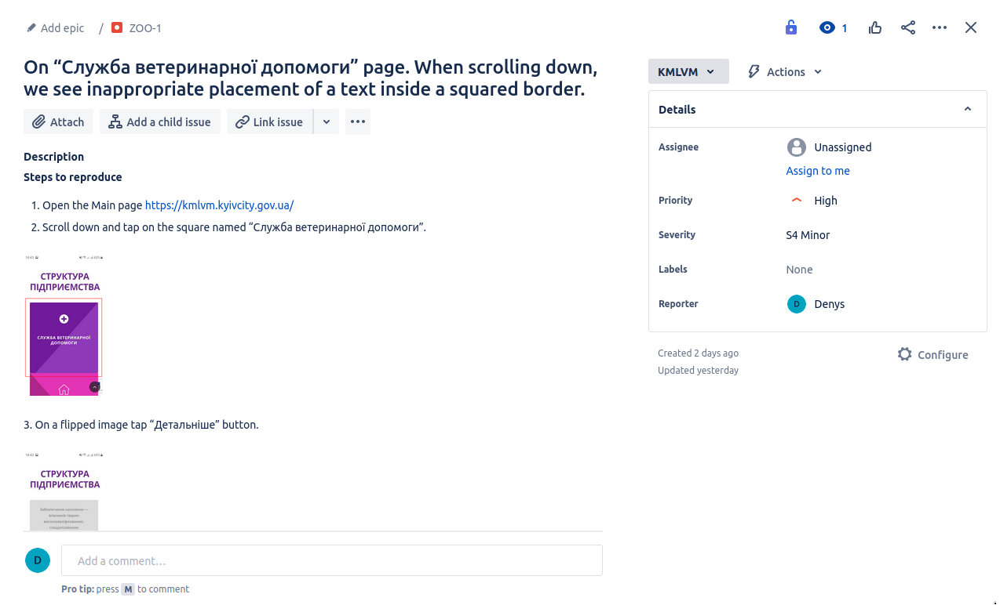 Add epic / ZOO-1
1
On “Служба ветеринарної допомоги” page. When scrolling down,
we see inappropriate placement of a text inside a squared border.
Attach Add a child issue Link issue
Description
Steps to reproduce
1. Open the Main page https://kmlvm.kyivcity.gov.ua/
2. Scroll down and tap on the square named “Служба ветеринарної допомоги”.
СТРУКТУРА
ПІДПРИЄМСТВА
СЛУЖБА ВЕТЕРИНАРНОЇ
ДОПОМОГИ
3. On a flipped image tap “Детальніше” button.
СТРУКТУРА
ПІДПРИЄМСТВА
Забезпечення населення —
власників тварин
висококваліфікованою,
спеціалізованою
D
Add a comment…
Pro tip: press M to comment
KMLVM Actions
Details
Assignee Unassigned
Assign to me
Priority High
Severity S4 Minor
Labels None
Reporter D Denys
Created 2 days ago
Configure
Updated yesterday